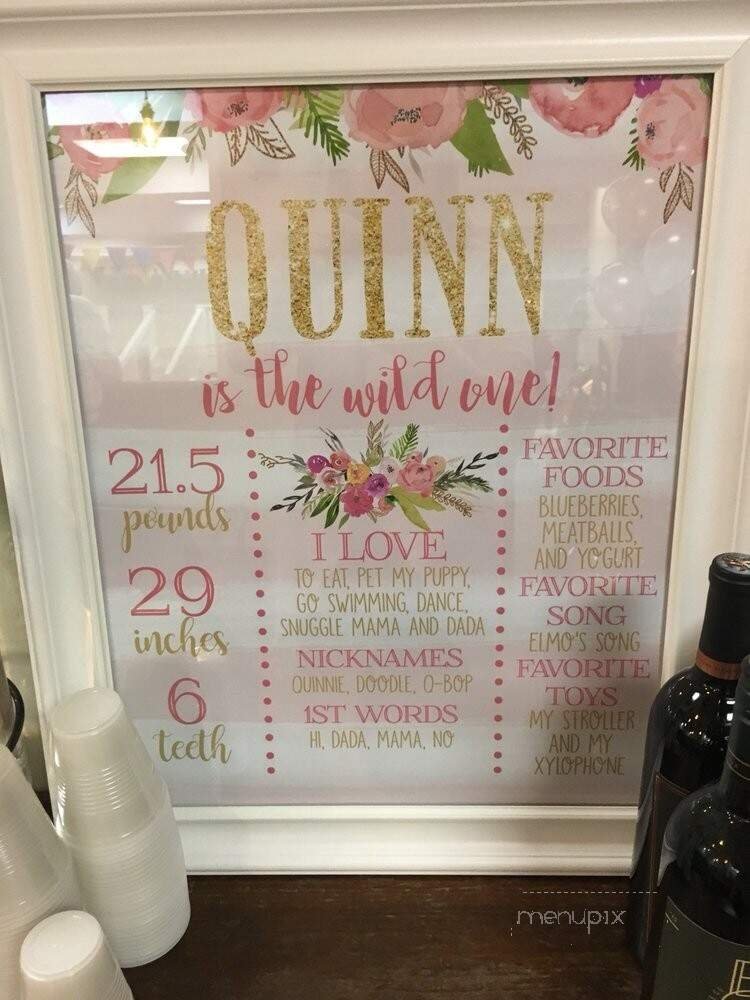 QUINN
is the wild one!
21.5
pounds
29
inches
6
teeth
I LOVE
TO EAT, PET MY PUPPY,
GO SWIMMING, DANCE,
SNUGGLE MAMA AND DADA
NICKNAMES
QUINNIE, DOODLE, O-BOP
1ST WORDS
HI, DADA, MAMA, NO
FAVORITE
FOODS
BLUEBERRIES,
MEATBALLS,
AND YOGURT
FAVORITE
SONG
ELMO'S SONG
FAVORITE
TOYS
MY STROLLER
AND MY
XYLOPHONE
menupix